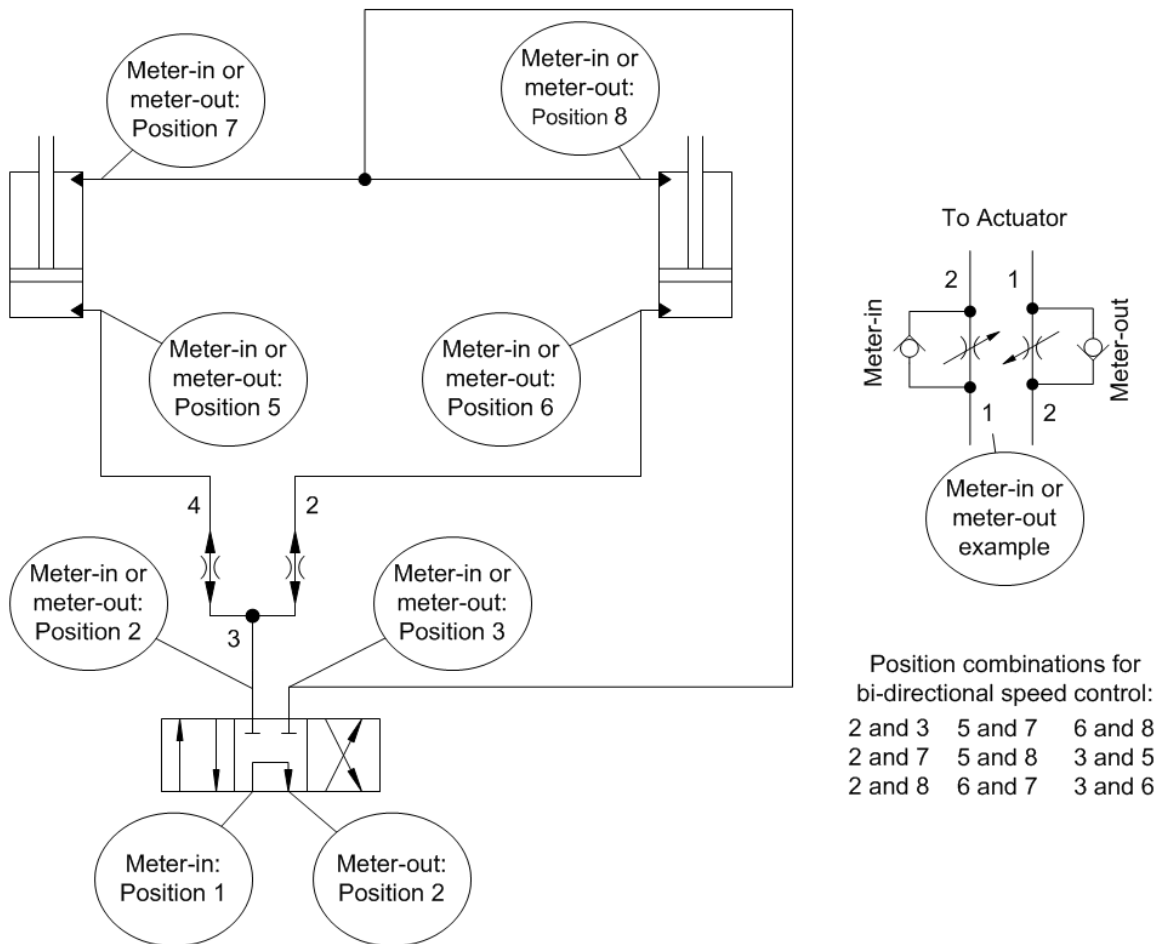 Meter-in or
meter-out:
Position 7
Meter-in or
meter-out:
Position 8
To Actuator
2
1
Meter-in
Meter-out
1
2
Meter-in or
meter-out
example
Meter-in or
meter-out:
Position 5
Meter-in or
meter-out:
Position 6
4
2
Meter-in or
meter-out:
Position 2
3
Meter-in or
meter-out:
Position 3
Position combinations for
bi-directional speed control:
2 and 3 5 and 7 6 and 8
2 and 7 5 and 8 3 and 5
2 and 8 6 and 7 3 and 6
Meter-in:
Position 1
Meter-out:
Position 2